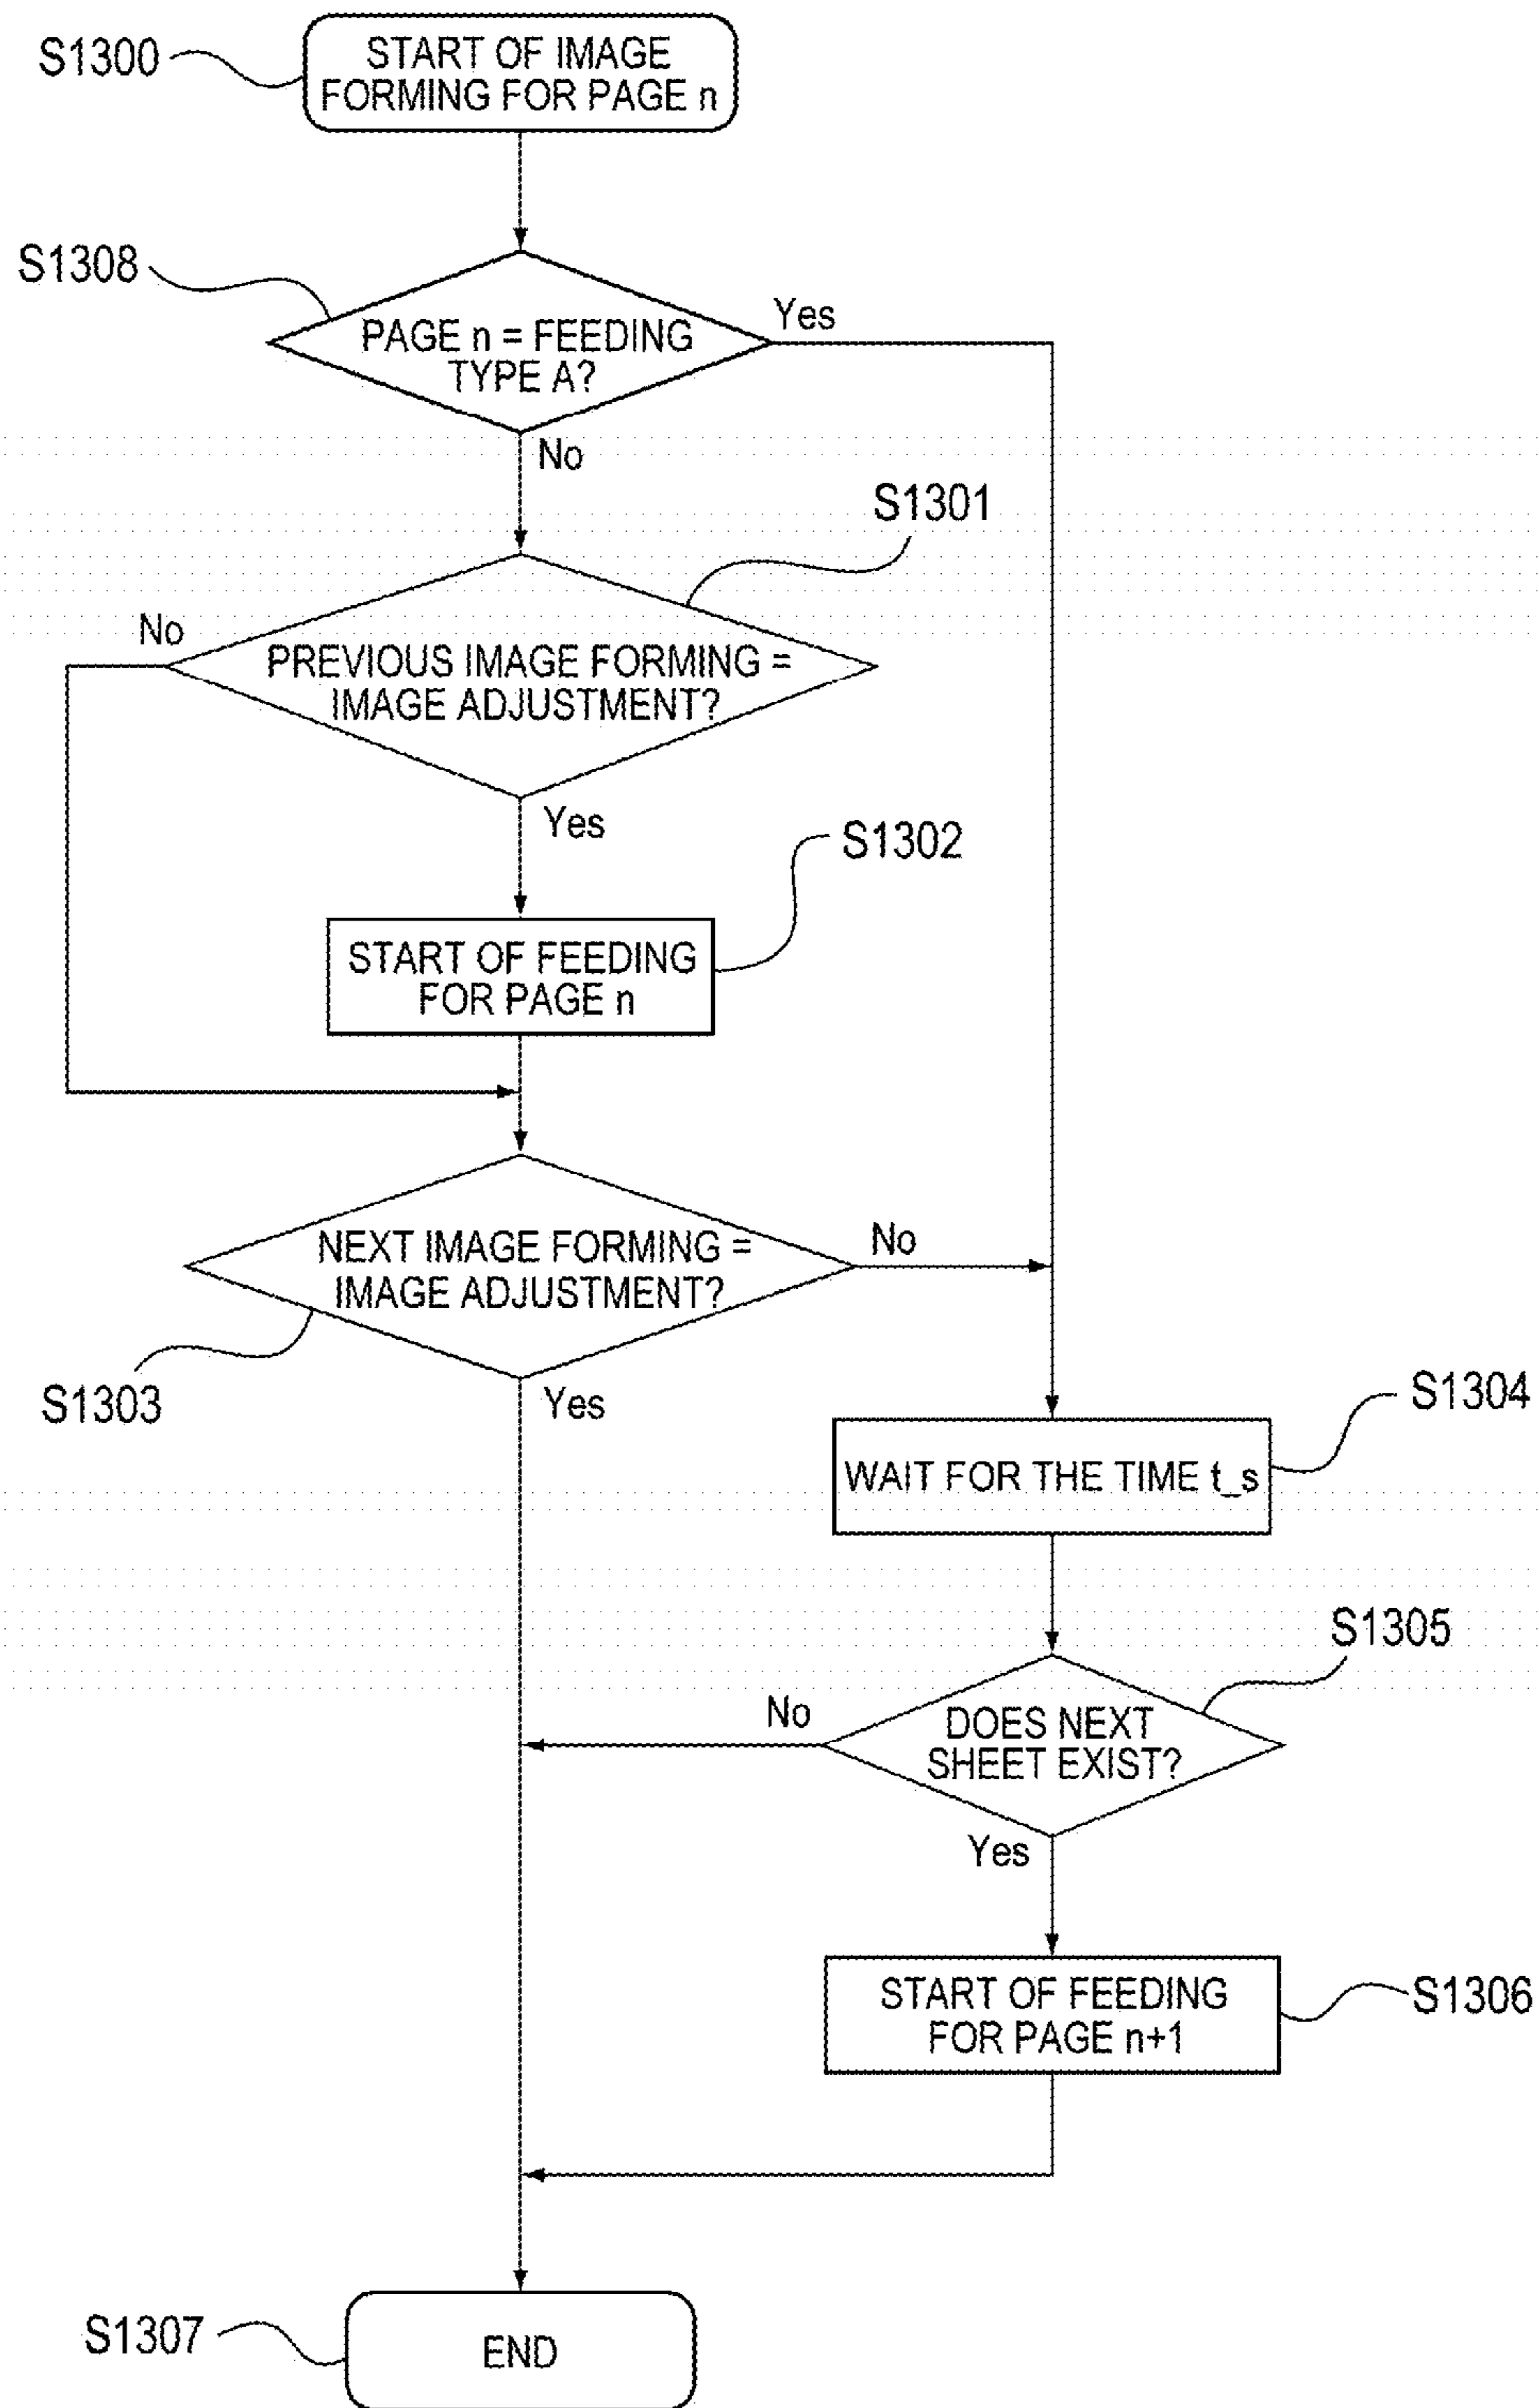 S1300
START OF IMAGE
FORMING FOR PAGE n
S1308
PAGE n = FEEDING
TYPE A?
Yes
No
S1301
No
PREVIOUS IMAGE FORMING =
IMAGE ADJUSTMENT?
Yes
S1302
START OF FEEDING
FOR PAGE n
NEXT IMAGE FORMING =
IMAGE ADJUSTMENT?
No
S1303
Yes
S1304
WAIT FOR THE TIME t_s
S1305
No
DOES NEXT
SHEET EXIST?
Yes
START OF FEEDING
FOR PAGE n+1
S1306
S1307
END